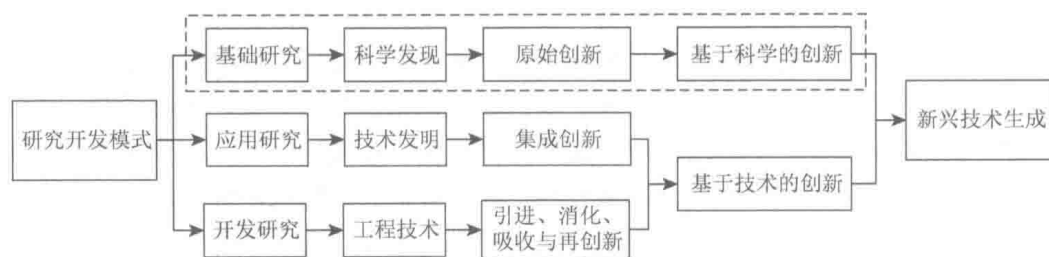 基础研究
科学发现
原始创新
基于科学的创新
研究开发模式
应用研究
技术发明
集成创新
基于技术的创新
新兴技术生成
开发研究
工程技术
引进、消化、
吸收与再创新